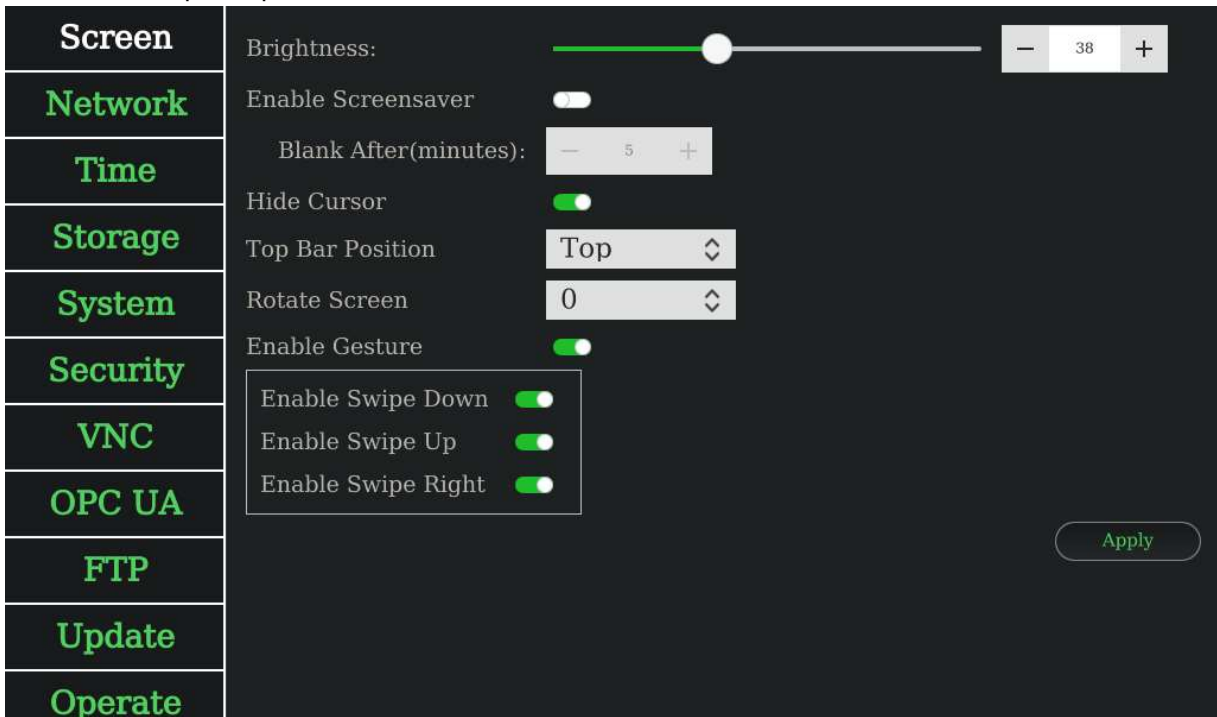 Screen
Network
Time
Storage
System
Security
VNC
OPC UA
FTP
Update
Operate
Brightness:
− 38 +
Enable Screensaver
Blank After(minutes):
− 5 +
Hide Cursor
Top Bar Position
Top
Rotate Screen
0
Enable Gesture
Enable Swipe Down
Enable Swipe Up
Enable Swipe Right
Apply